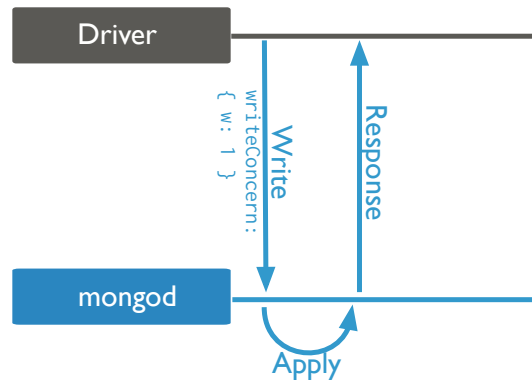 Driver
Write
writeConcern:
{ w: 1 }
Response
mongod
Apply